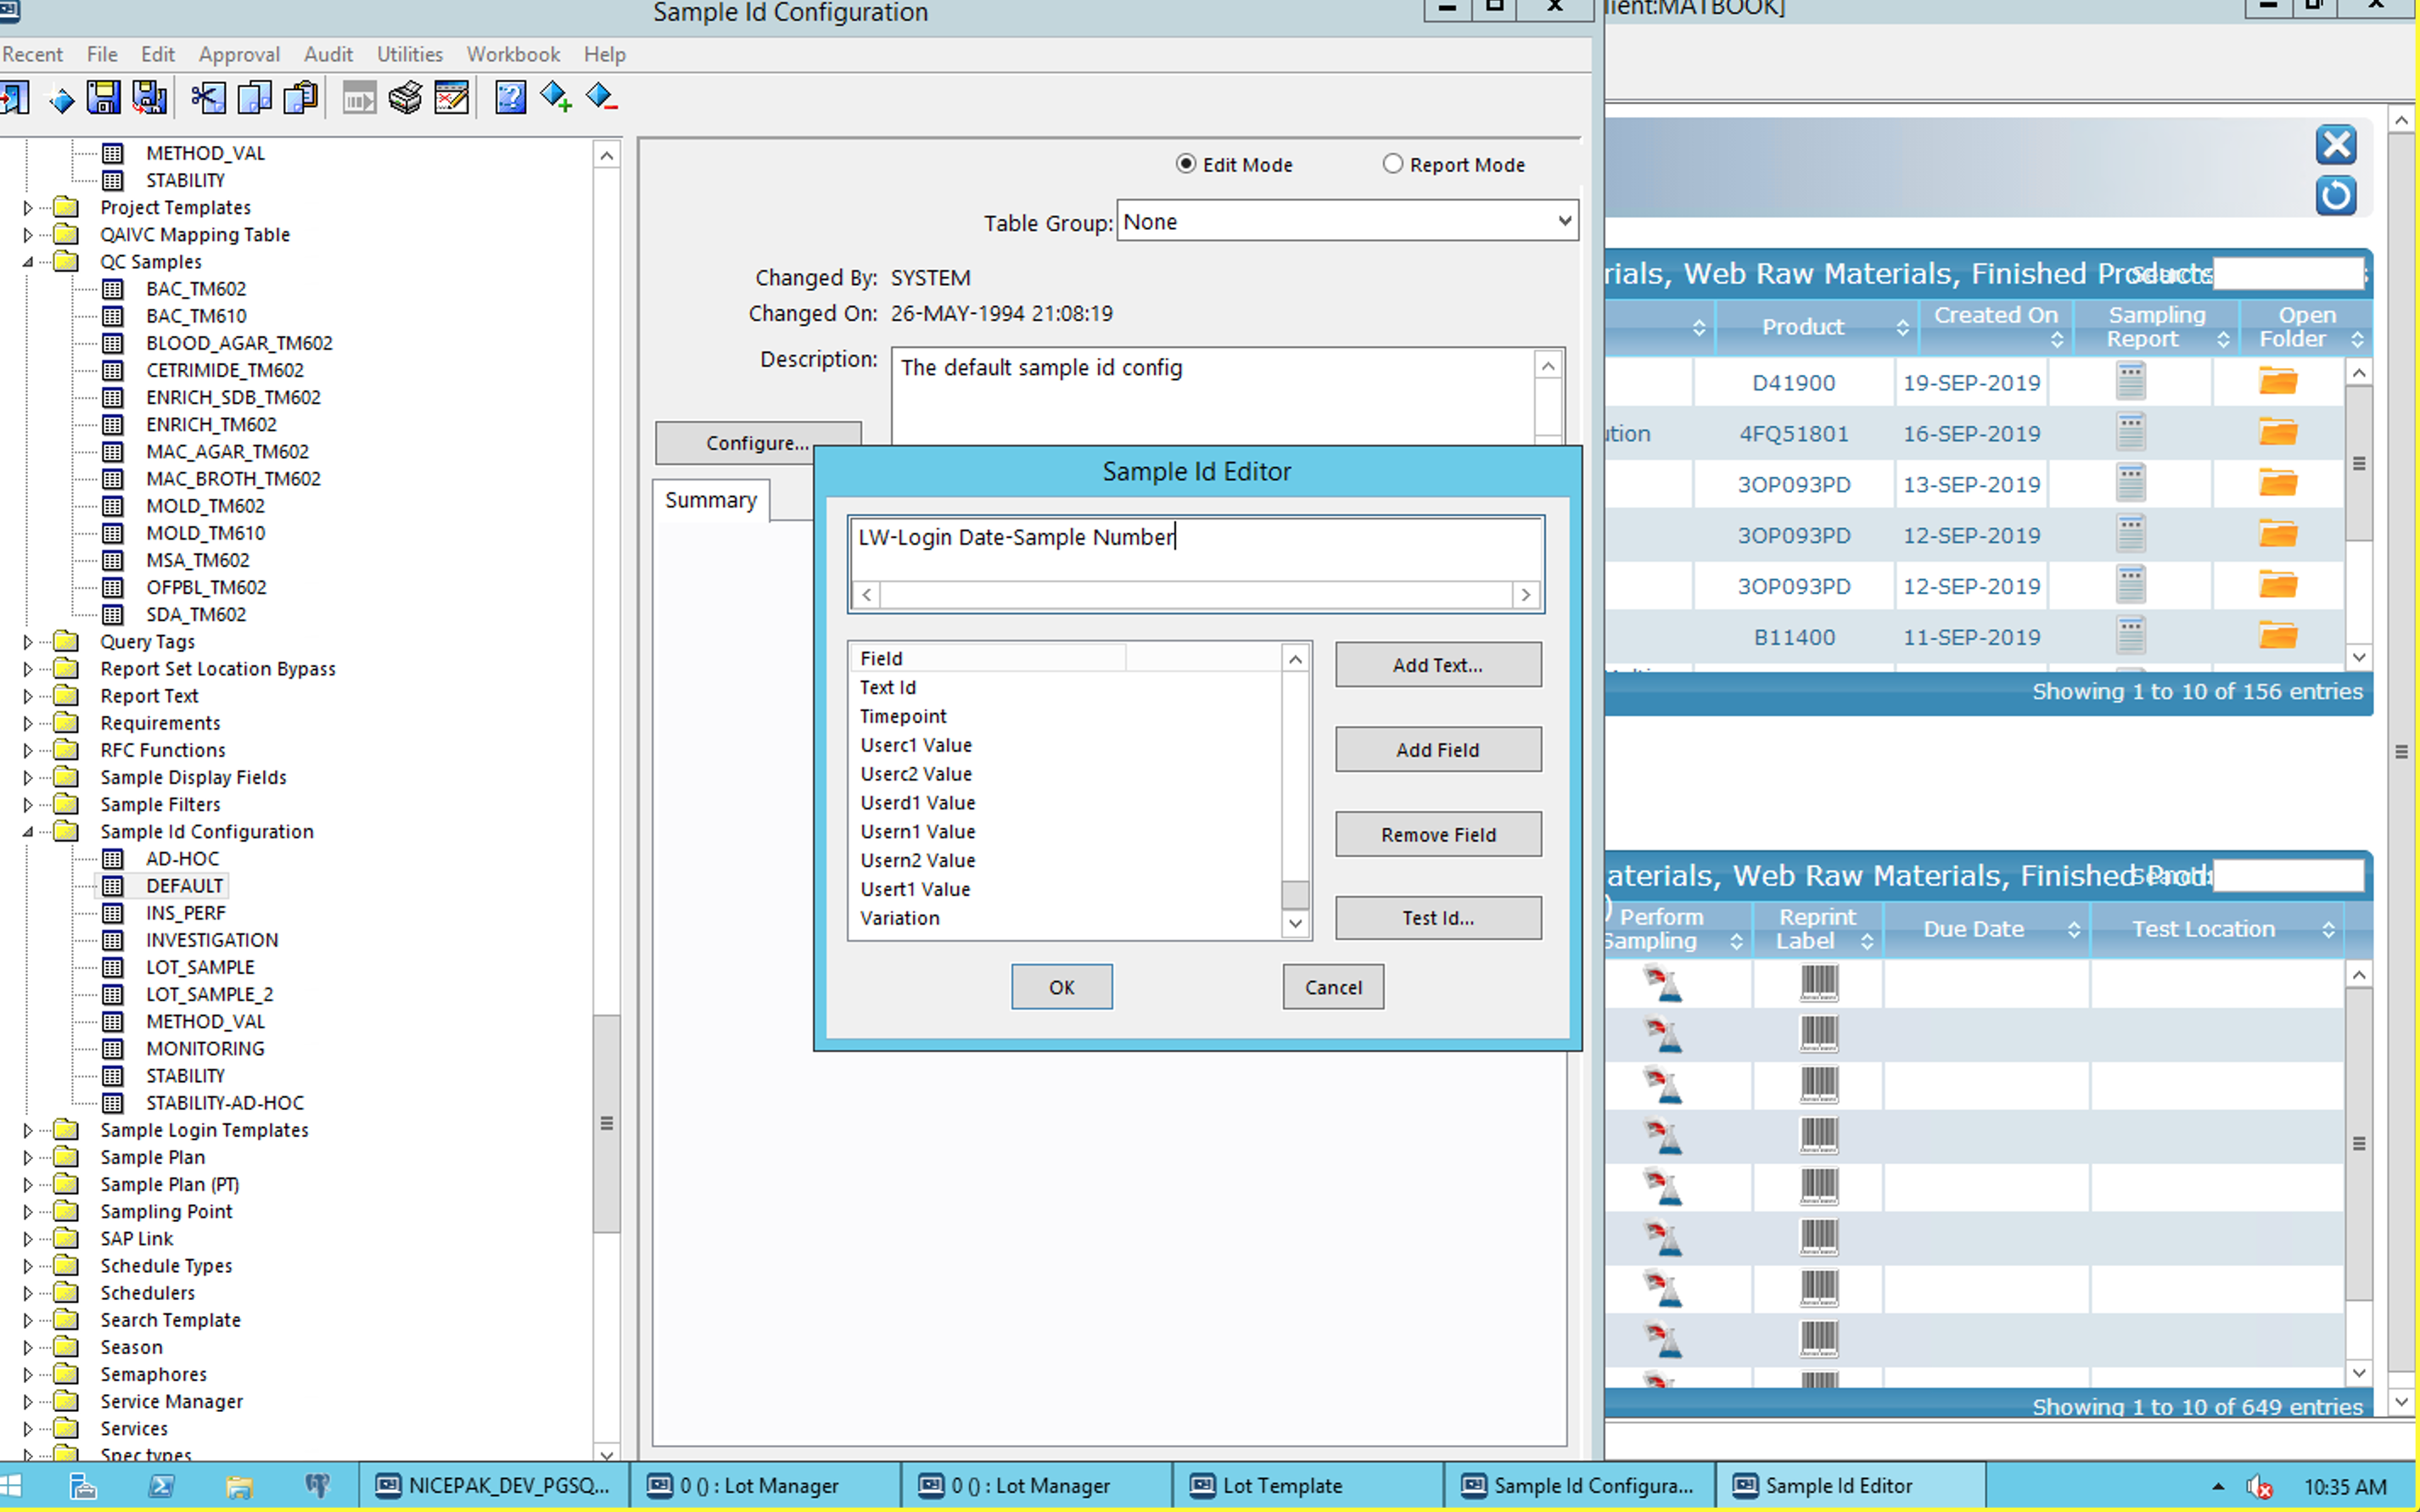 Sample Id Configuration
lient:MATBOOK]
Recent File Edit Approval Audit Utilities Workbook Help
METHOD_VAL
STABILITY
Project Templates
QAIVC Mapping Table
QC Samples
BAC_TM602
BAC_TM610
BLOOD_AGAR_TM602
CETRIMIDE_TM602
ENRICH_SDB_TM602
ENRICH_TM602
MAC_AGAR_TM602
MAC_BROTH_TM602
MOLD_TM602
MOLD_TM610
MSA_TM602
OFPBL_TM602
SDA_TM602
Query Tags
Report Set Location Bypass
Report Text
Requirements
RFC Functions
Sample Display Fields
Sample Filters
Sample Id Configuration
AD-HOC
DEFAULT
INS_PERF
INVESTIGATION
LOT_SAMPLE
LOT_SAMPLE_2
METHOD_VAL
MONITORING
STABILITY
STABILITY-AD-HOC
Sample Login Templates
Sample Plan
Sample Plan (PT)
Sampling Point
SAP Link
Schedule Types
Schedulers
Search Template
Season
Semaphores
Service Manager
Services
Spec types
Edit Mode Report Mode
Table Group: None
Changed By: SYSTEM
Changed On: 26-MAY-1994 21:08:19
Description: The default sample id config
Configure...
Summary
Sample Id Editor
LW-Login Date-Sample Number
Field
Text Id
Timepoint
Userc1 Value
Userc2 Value
Userd1 Value
Usern1 Value
Usern2 Value
Usert1 Value
Variation
Add Text...
Add Field
Remove Field
Test Id...
OK Cancel
rials, Web Raw Materials, Finished Products
Product Created On Sampling Report Open Folder
D41900 19-SEP-2019
ution 4FQ51801 16-SEP-2019
3OP093PD 13-SEP-2019
3OP093PD 12-SEP-2019
3OP093PD 12-SEP-2019
B11400 11-SEP-2019
Showing 1 to 10 of 156 entries
aterials, Web Raw Materials, Finished Prod
) Perform Sampling Reprint Label Due Date Test Location
Showing 1 to 10 of 649 entries
NICEPAK_DEV_PGSQ... 0 () : Lot Manager 0 () : Lot Manager Lot Template Sample Id Configura... Sample Id Editor 10:35 AM